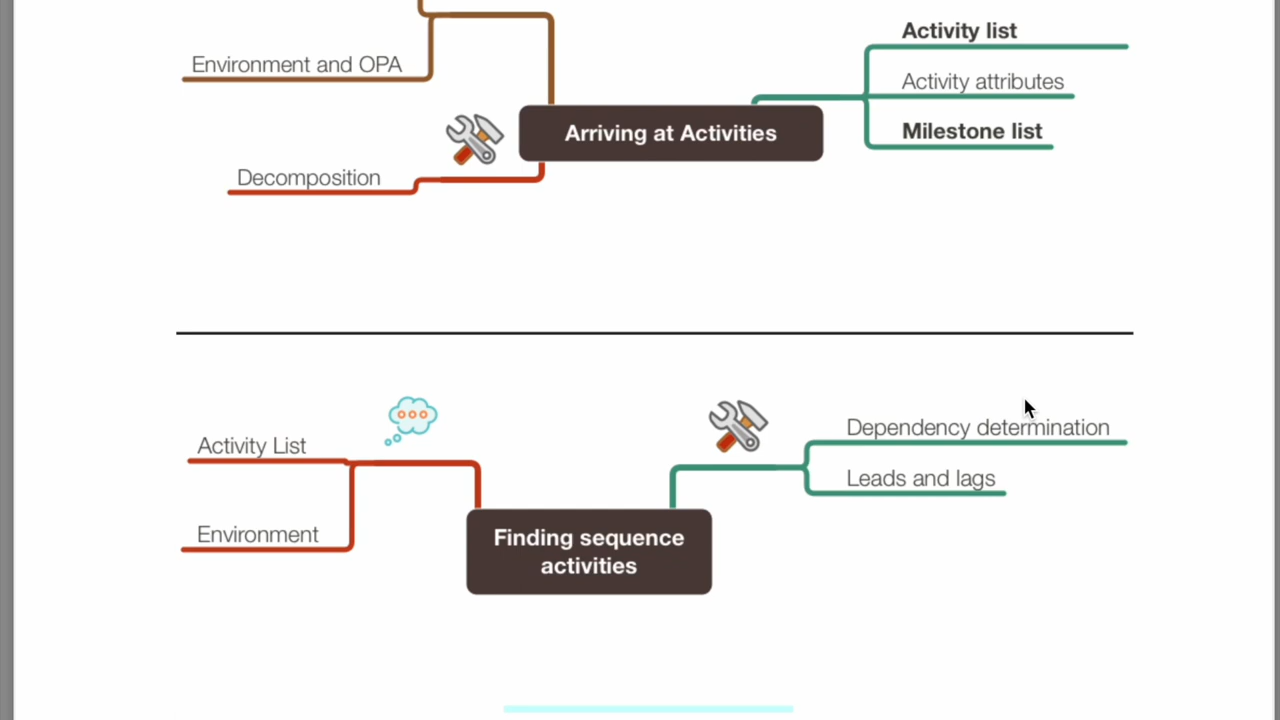 Activity list
Environment and OPA
Activity attributes
Arriving at Activities
Milestone list
Decomposition
Dependency determination
Activity List
Leads and lags
Environment
Finding sequence
activities